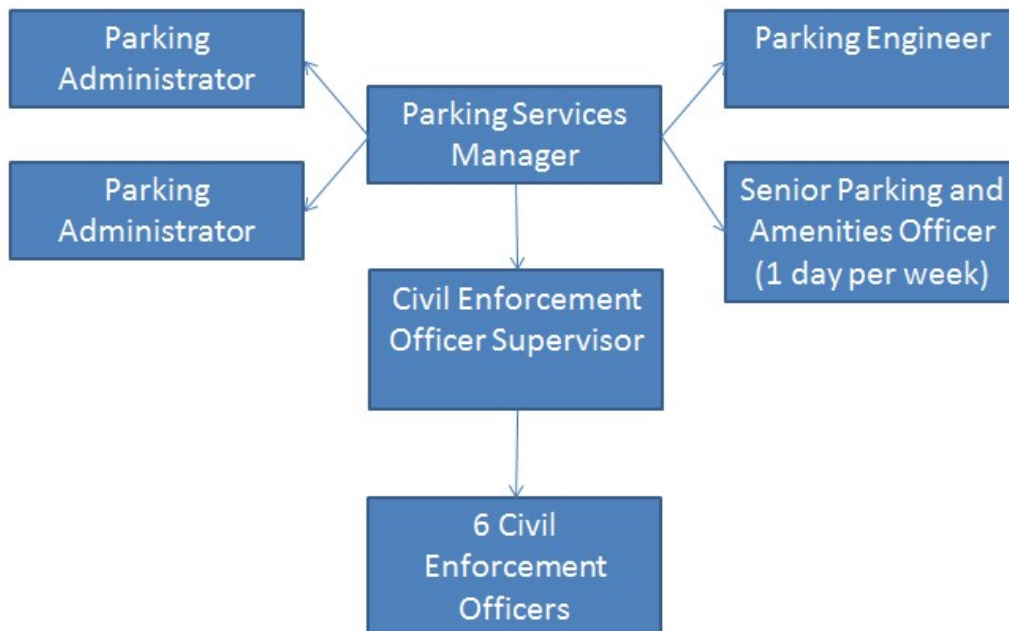 Parking
Administrator
Parking Engineer
Parking Services
Manager
Parking
Administrator
Senior Parking and
Amenities Officer
(1 day per week)
Civil Enforcement
Officer Supervisor
6 Civil
Enforcement
Officers